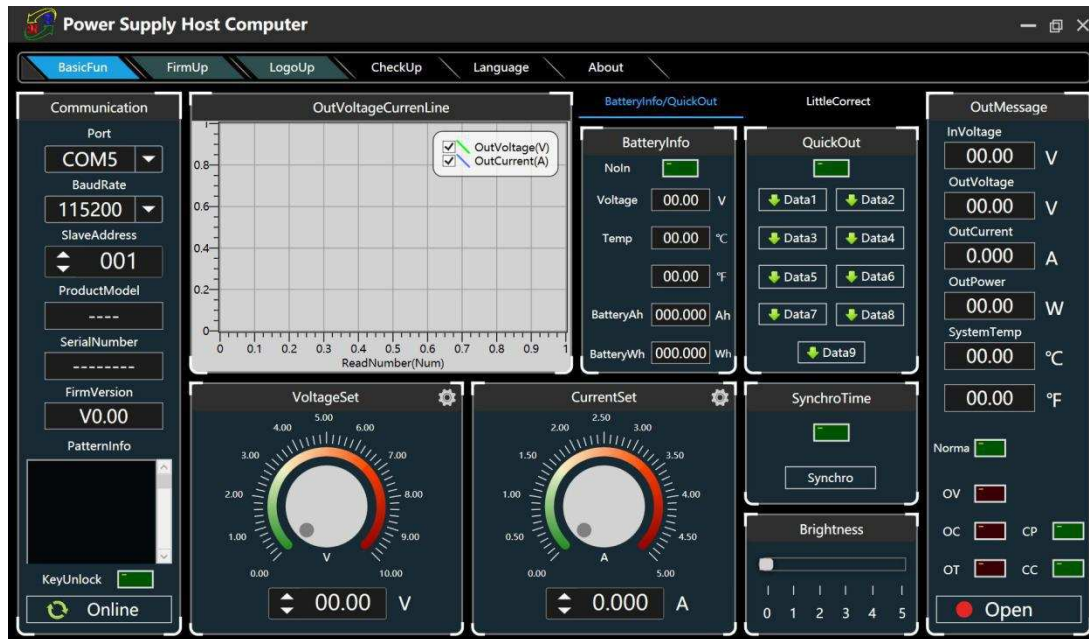 Power Supply Host Computer
BasicFun FirmUp LogoUp CheckUp Language About
Communication
Port
COM5
BaudRate
115200
SlaveAddress
001
ProductModel
----
SerialNumber
--------
FirmVersion
V0.00
PatternInfo
KeyUnlock
Online
OutVoltageCurrenLine
OutVoltage(V)
OutCurrent(A)
1
0.8
0.6
0.4
0.2
0
0 0.1 0.2 0.3 0.4 0.5 0.6 0.7 0.8 0.9 1
ReadNumber(Num)
BatteryInfo/QuickOut LittleCorrect
BatteryInfo
NoIn
Voltage 00.00 V
Temp 00.00 ℃
00.00 ℉
BatteryAh 000.000 Ah
BatteryWh 000.000 Wh
QuickOut
Data1 Data2
Data3 Data4
Data5 Data6
Data7 Data8
Data9
VoltageSet
0.00 1.00 2.00 3.00 4.00 5.00 6.00 7.00 8.00 9.00 10.00
V
00.00 V
CurrentSet
0.00 0.50 1.00 1.50 2.00 2.50 3.00 3.50 4.00 4.50 5.00
A
0.000 A
SynchroTime
Synchro
Brightness
0 1 2 3 4 5
OutMessage
InVoltage
00.00 V
OutVoltage
00.00 V
OutCurrent
0.000 A
OutPower
00.00 W
SystemTemp
00.00 ℃
00.00 ℉
Norma
OV
OC CP
OT CC
Open